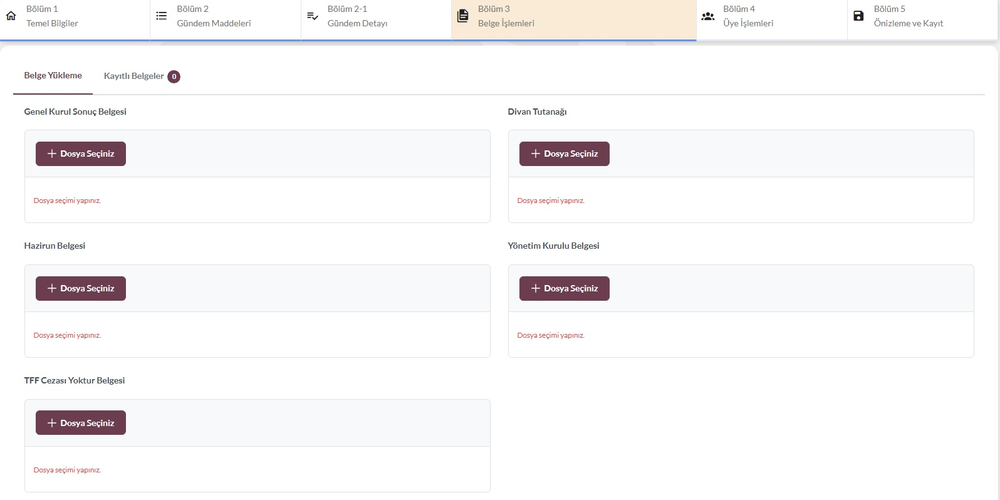 Bölüm 1
Temel Bilgiler
Bölüm 2
Gündem Maddeleri
Bölüm 2-1
Gündem Detayı
Bölüm 3
Belge İşlemleri
Bölüm 4
Üye İşlemleri
Bölüm 5
Önizleme ve Kayıt
Belge Yükleme
Kayıtlı Belgeler 0
Genel Kurul Sonuç Belgesi
Dosya Seçiniz
Dosya seçimi yapınız.
Divan Tutanağı
Dosya Seçiniz
Dosya seçimi yapınız.
Hazirun Belgesi
Dosya Seçiniz
Dosya seçimi yapınız.
Yönetim Kurulu Belgesi
Dosya Seçiniz
Dosya seçimi yapınız.
TFF Cezası Yoktur Belgesi
Dosya Seçiniz
Dosya seçimi yapınız.